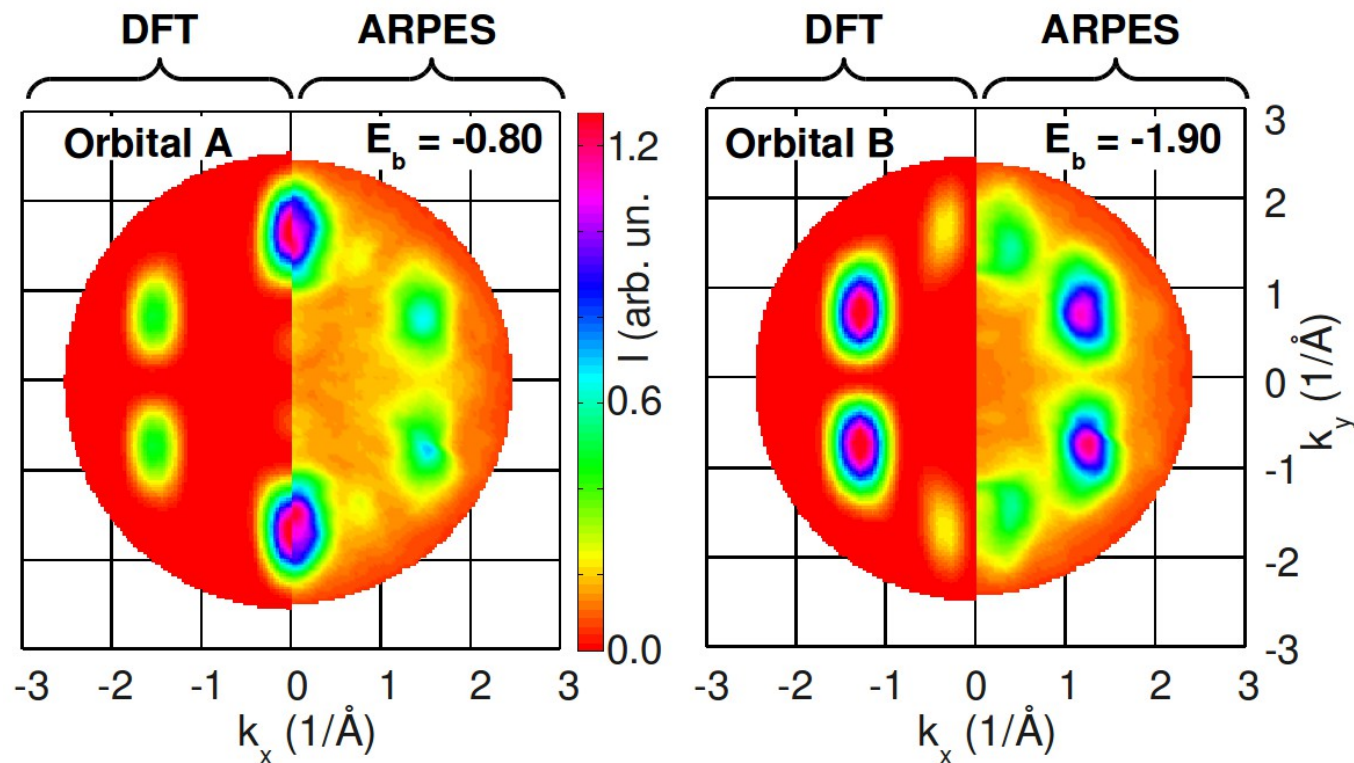 DFT ARPES DFT ARPES
Orbital A E_b = -0.80 Orbital B E_b = -1.90
1.2
I (arb. un.
0.6
0.0
3
2
1
0
-1
-2
-3
k_y (1/Å)
-3 -2 -1 0 1 2 3 -3 -2 -1 0 1 2 3
k_x (1/Å) k_x (1/Å)